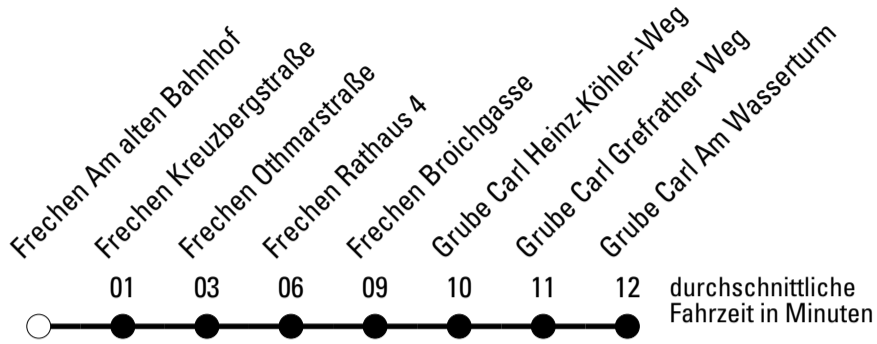 Frechen Am alten Bahnhof
Frechen Kreuzbergstraße
Frechen Othmarstraße
Frechen Rathaus 4
Frechen Broichgasse
Grube Carl Heinz-Köhler-Weg
Grube Carl Grefrather Weg
Grube Carl Am Wasserturm
01 03 06 09 10 11 12 durchschnittliche
Fahrzeit in Minuten